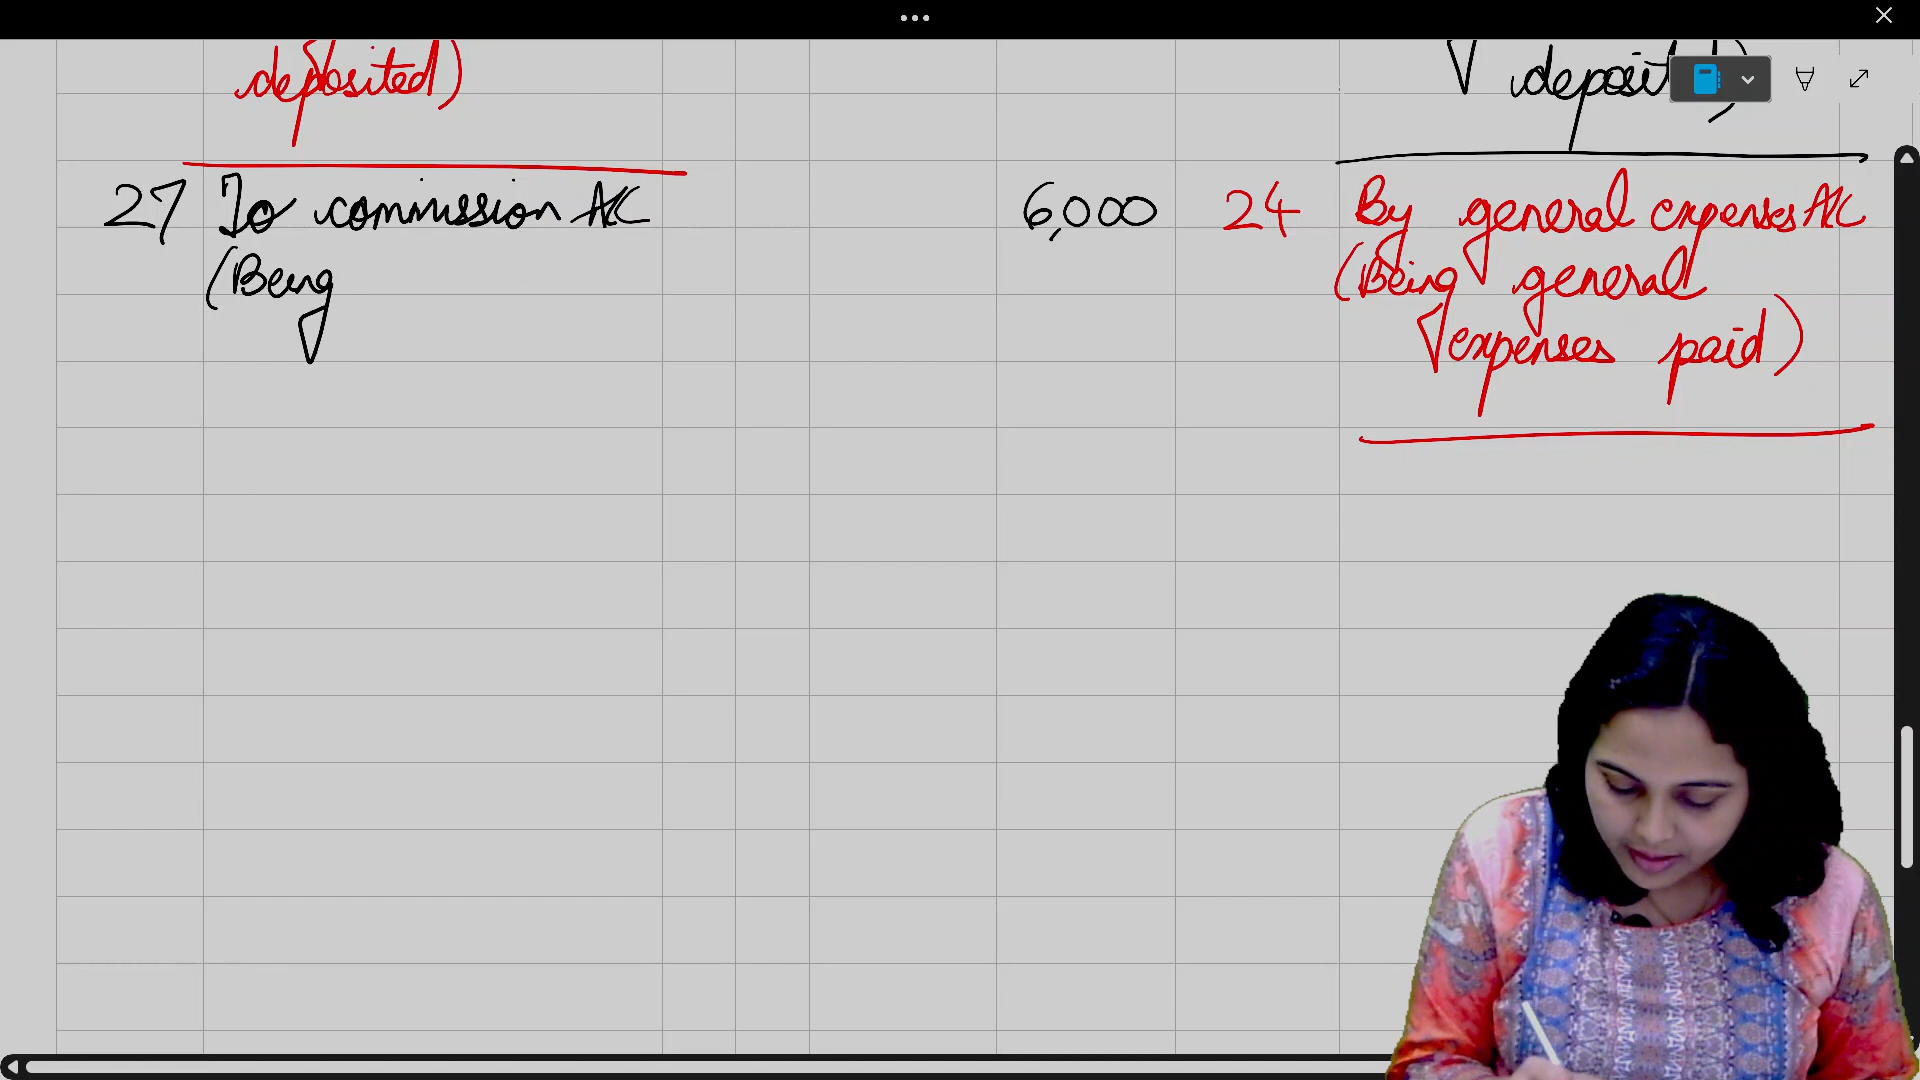 deposited)
deposit)
27 To commission A/C 6,000
(Being
24 By general expenses A/C
(Being general
expenses paid)